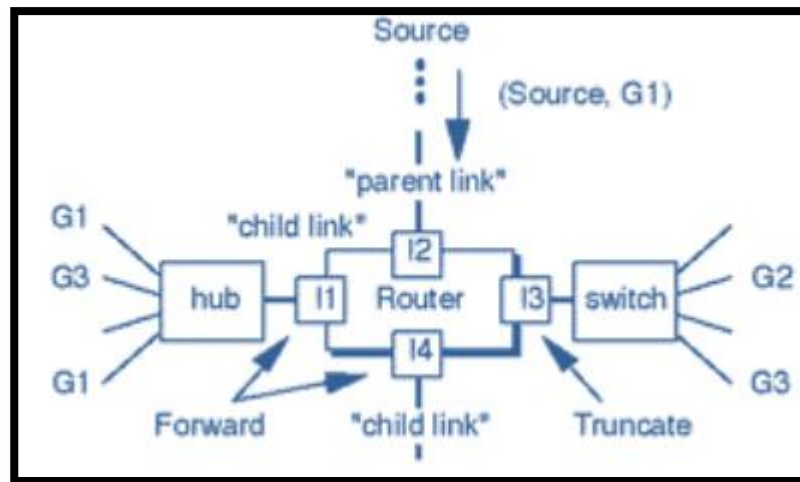 Source
(Source, G1)
"parent link"
G1
"child link"
I2
G3
hub
I1
Router
I3
switch
G2
I4
G1
G3
Forward
"child link"
Truncate